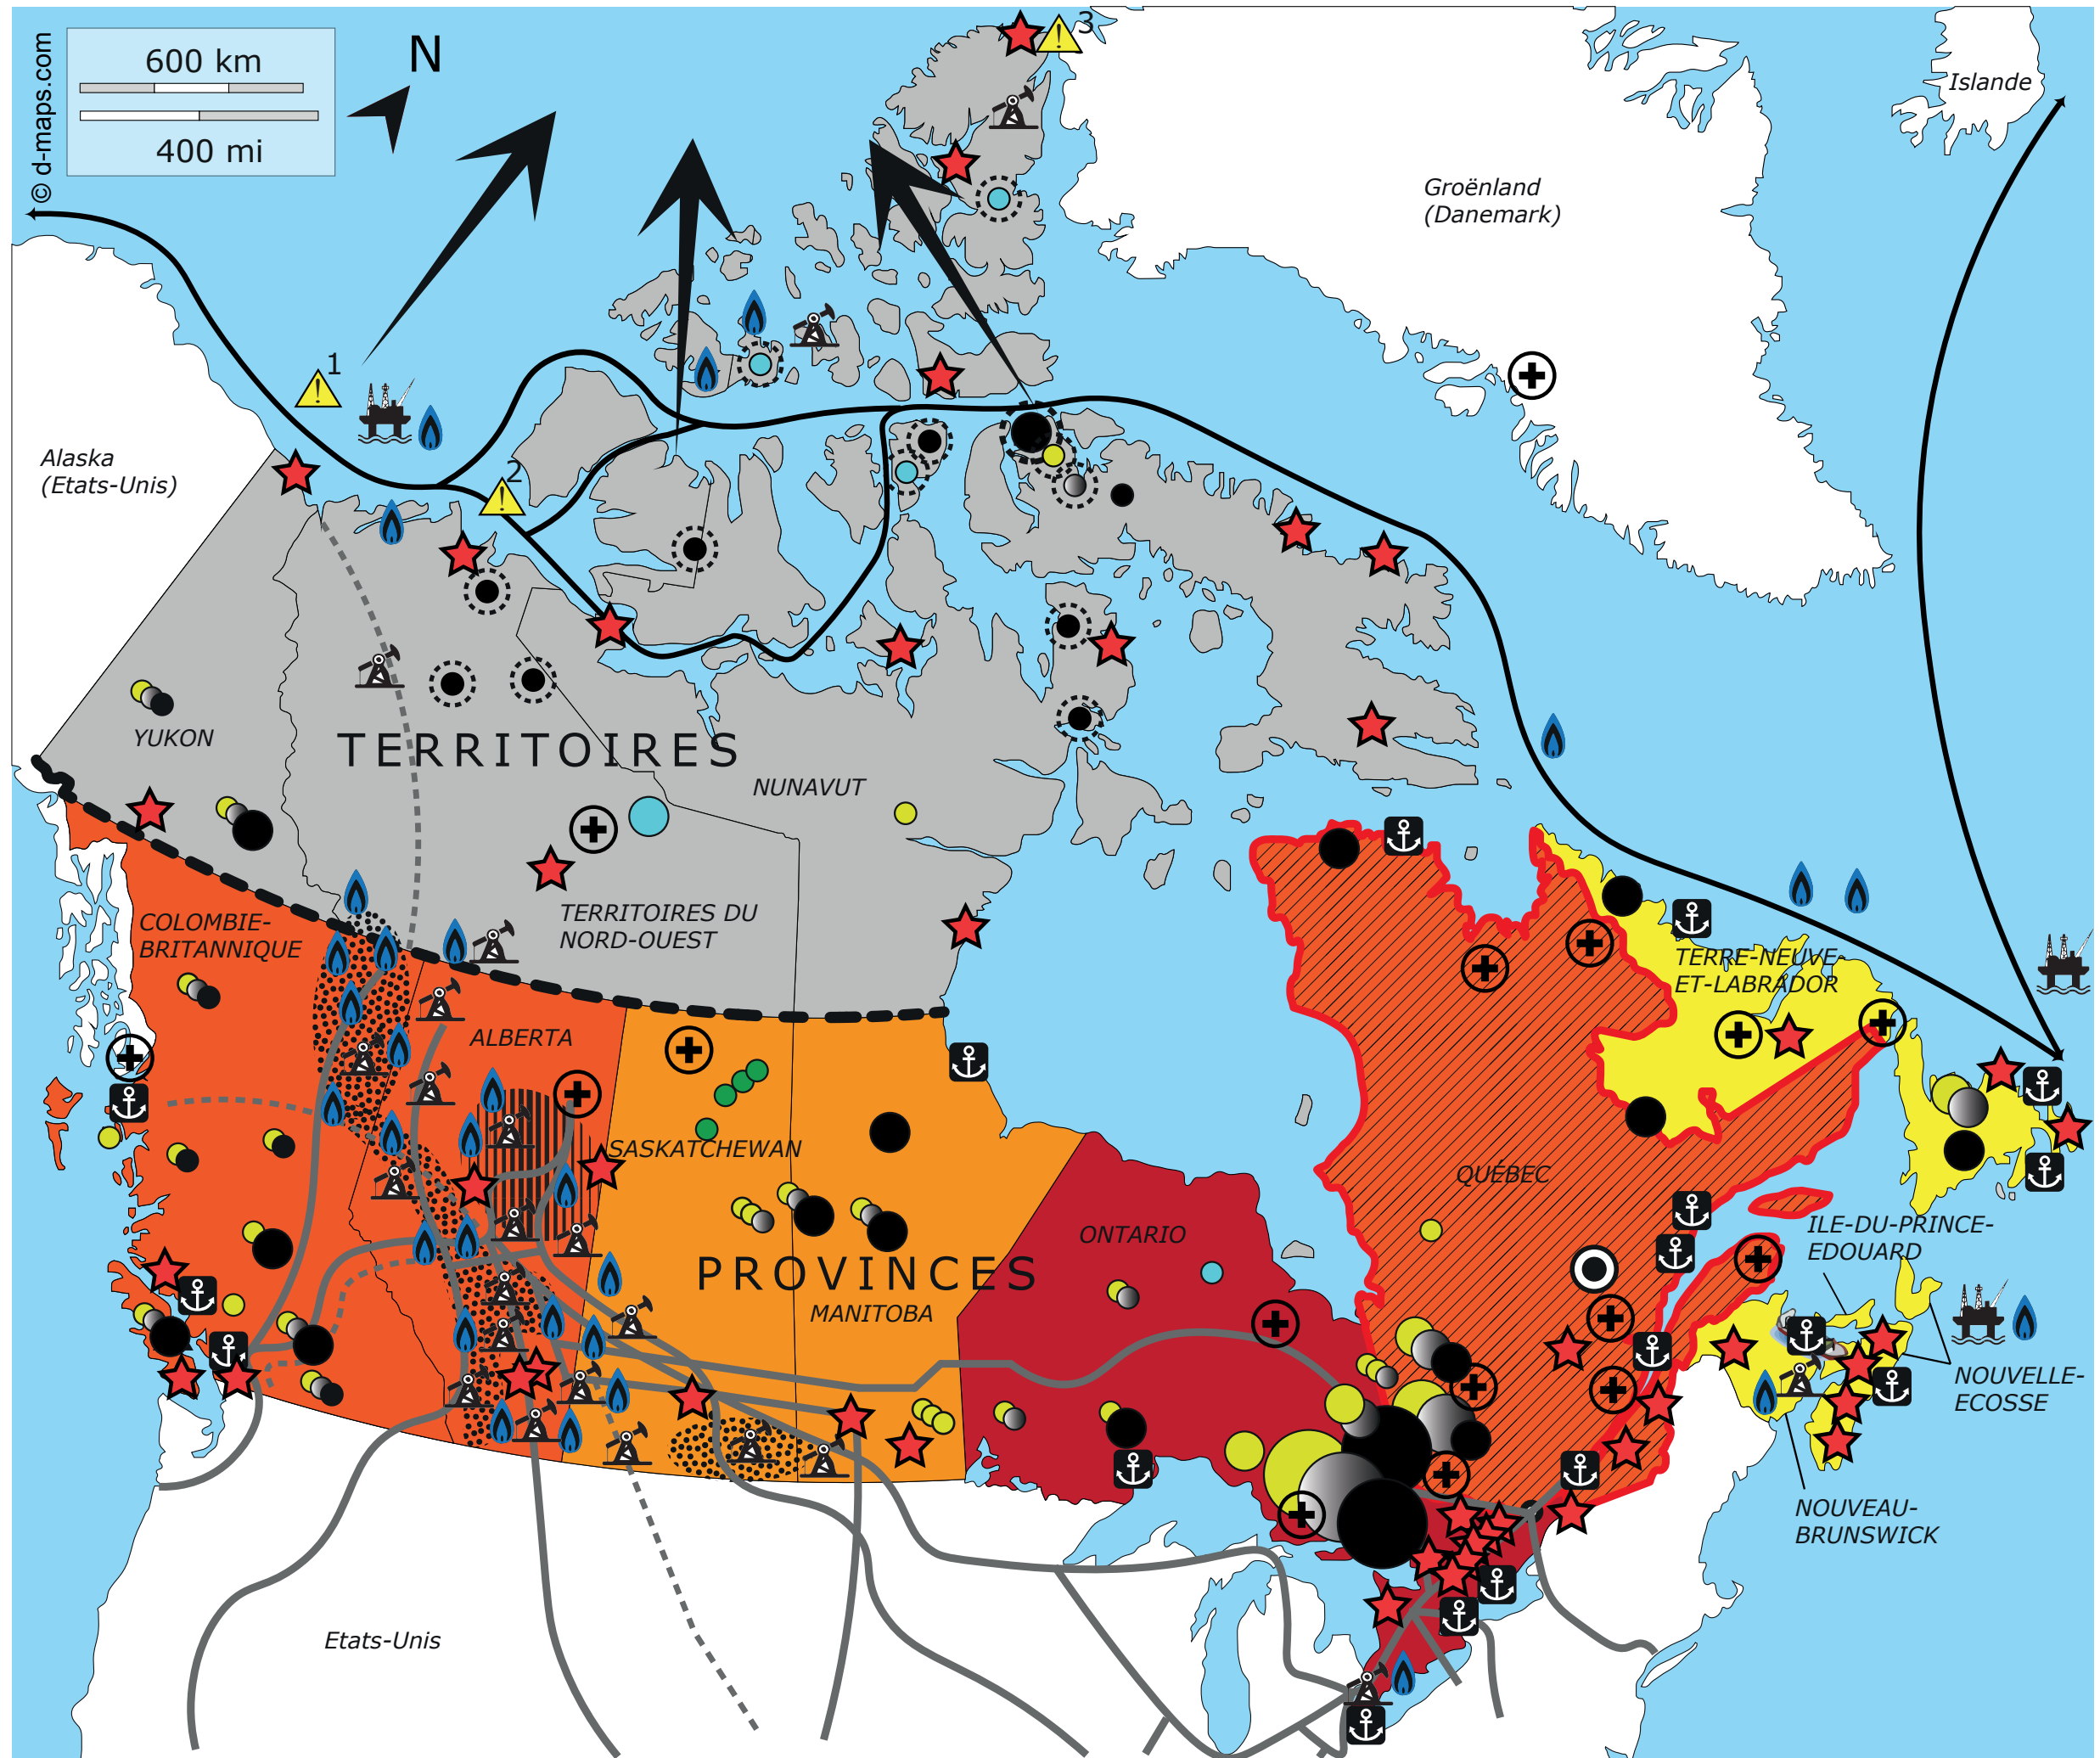 © d-maps.com
600 km
400 mi
N
3
Islande
Groënland
(Danemark)
1
Alaska
(Etats-Unis)
2
YUKON
TERRITOIRES
NUNAVUT
COLOMBIE-
BRITANNIQUE
TERRITOIRES DU
NORD-OUEST
TERRE-NEUVE-
ET-LABRADOR
ALBERTA
SASKATCHEWAN
QUÉBEC
ONTARIO
ILE-DU-PRINCE-
EDOUARD
PROVINCES
MANITOBA
NOUVELLE-
ECOSSE
NOUVEAU-
BRUNSWICK
Etats-Unis